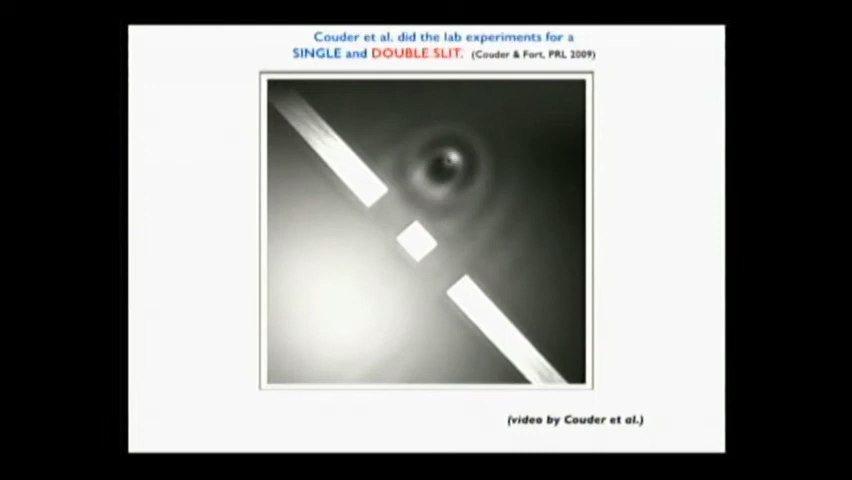 Couder et al. did the lab experiments for a
SINGLE and DOUBLE SLIT. (Couder & Fort, PRL 2009)
(video by Couder et al.)